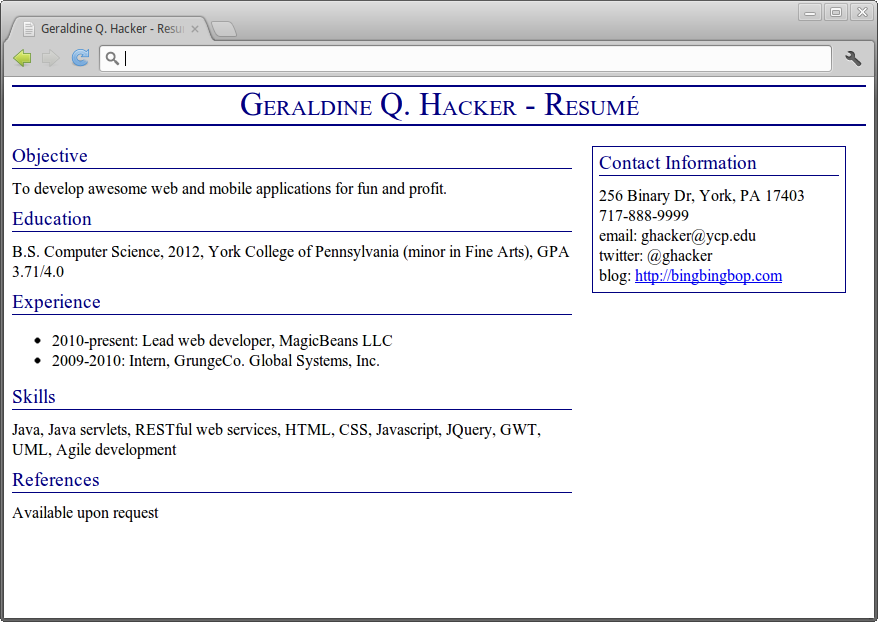 Geraldine Q. Hacker - Resu
Geraldine Q. Hacker - Resumé
Objective
To develop awesome web and mobile applications for fun and profit.
Education
B.S. Computer Science, 2012, York College of Pennsylvania (minor in Fine Arts), GPA
3.71/4.0
Experience
2010-present: Lead web developer, MagicBeans LLC
2009-2010: Intern, GrungeCo. Global Systems, Inc.
Skills
Java, Java servlets, RESTful web services, HTML, CSS, Javascript, JQuery, GWT,
UML, Agile development
References
Available upon request
Contact Information
256 Binary Dr, York, PA 17403
717-888-9999
email: ghacker@ycp.edu
twitter: @ghacker
blog: http://bingbingbop.com